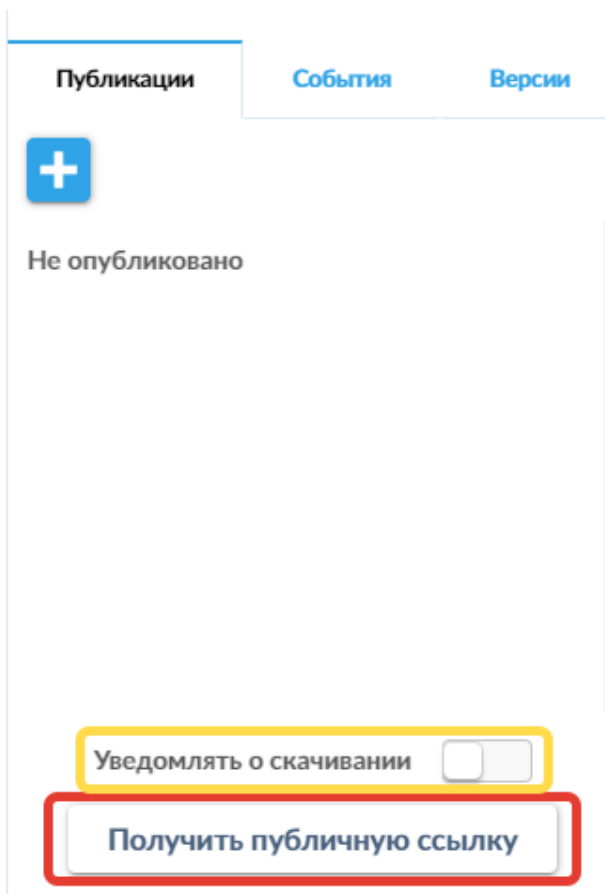 Публикации События Версии
Не опубликовано
Уведомлять о скачивании
Получить публичную ссылку